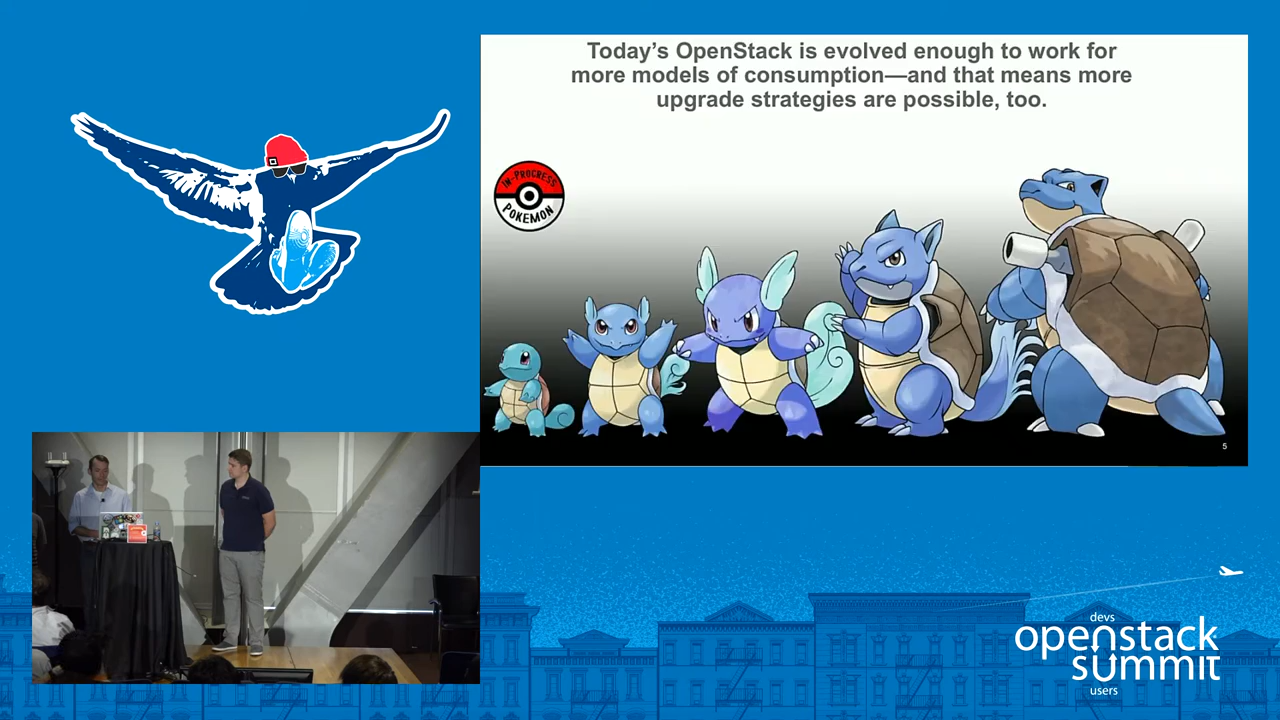 Today's OpenStack is evolved enough to work for
more models of consumption—and that means more
upgrade strategies are possible, too.
IN-PROGRESS
POKEMON
5
devs
openstack
summit
users